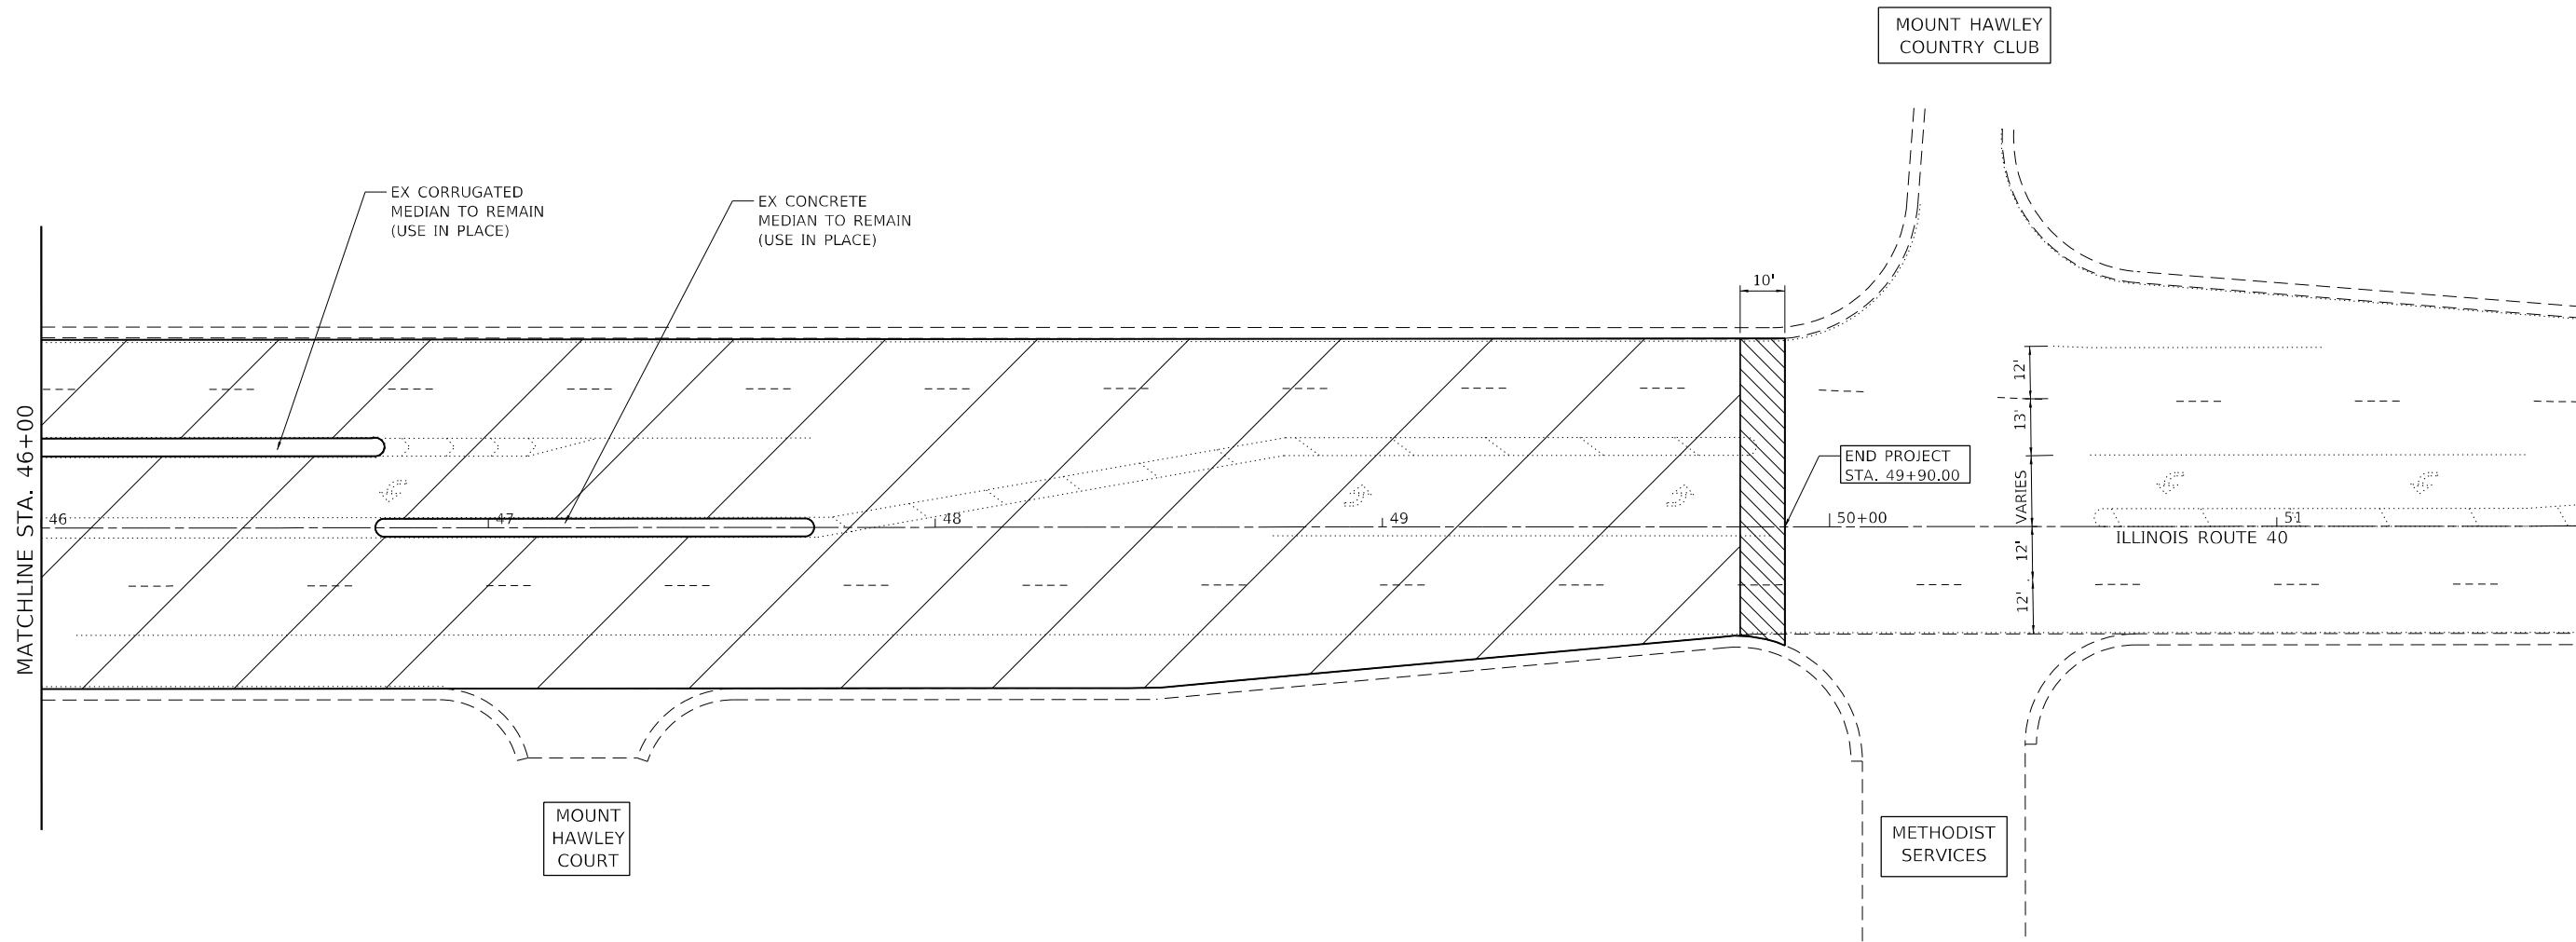 MOUNT HAWLEY
COUNTRY CLUB
EX CORRUGATED
MEDIAN TO REMAIN
(USE IN PLACE)
EX CONCRETE
MEDIAN TO REMAIN
(USE IN PLACE)
10'
MATCHLINE STA. 46+00
12'
13'
VARIES
12'
12'
END PROJECT
STA. 49+90.00
46
47
48
49
50+00
51
ILLINOIS ROUTE 40
MOUNT
HAWLEY
COURT
METHODIST
SERVICES